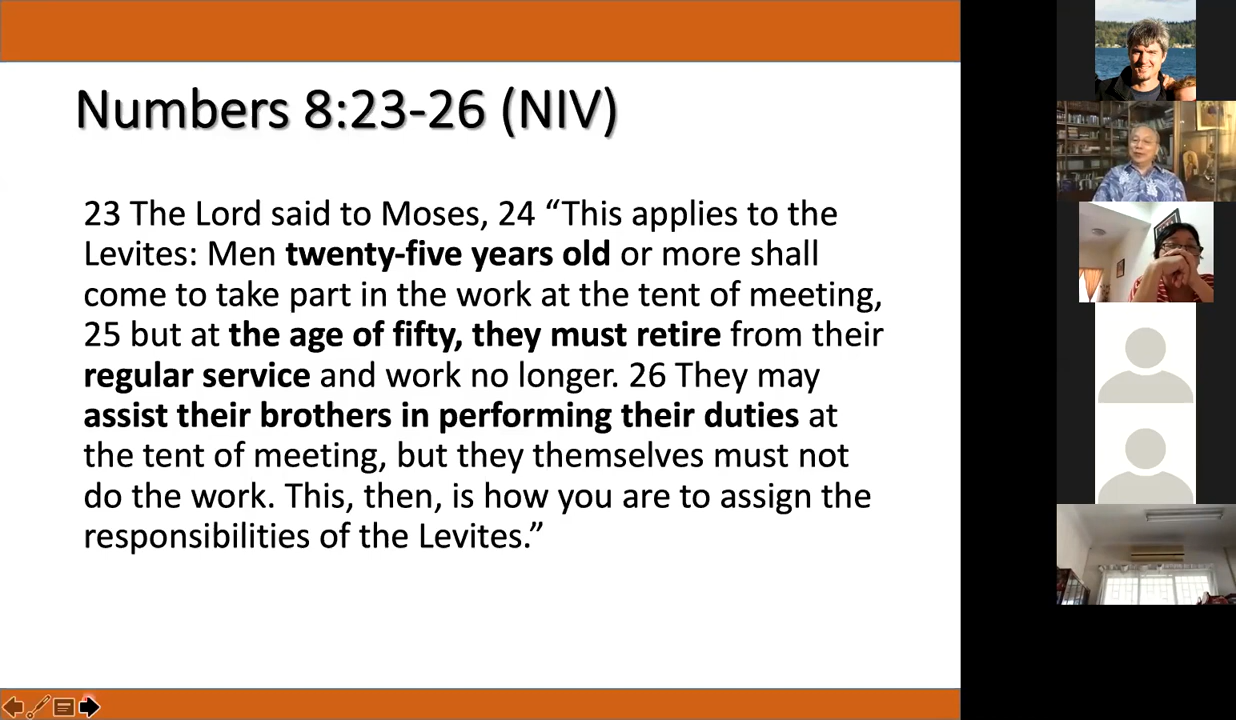 Numbers 8:23-26 (NIV)
23 The Lord said to Moses, 24 “This applies to the
Levites: Men twenty-five years old or more shall
come to take part in the work at the tent of meeting,
25 but at the age of fifty, they must retire from their
regular service and work no longer. 26 They may
assist their brothers in performing their duties at
the tent of meeting, but they themselves must not
do the work. This, then, is how you are to assign the
responsibilities of the Levites.”